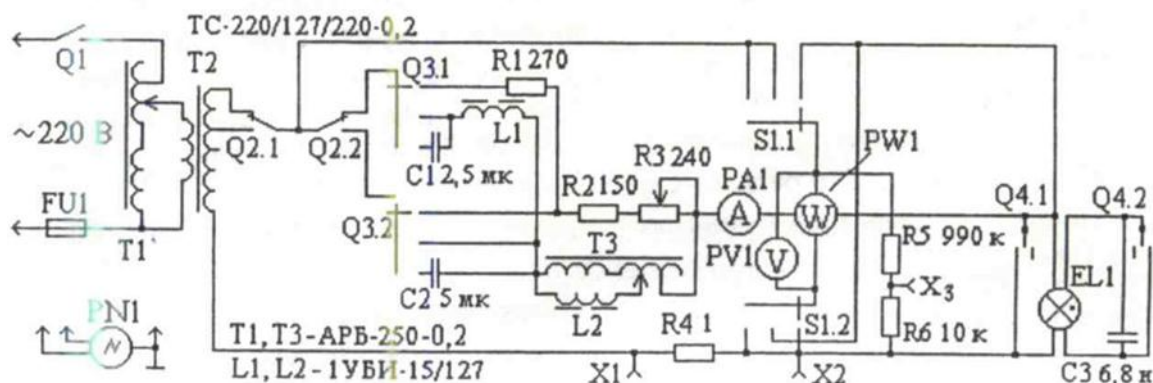 ТС-220/127/220-0,2
Q1
T2
Q3.1
R1 270
~220 В
Q2.1
Q2.2
L1
S1.1
PW1
C1 2,5 мк
R3 240
R2 150
PA1
A
W
Q4.1
Q4.2
FU1
T1
Q3.2
T3
PV1
V
R5 990 к
X3
EL1
C2 5 мк
L2
R4 1
S1.2
R6 10 к
PN1
N
T1, T3-АРБ-250-0,2
L1, L2-1УБИ-15/127
X1
X2
C3 6,8 н